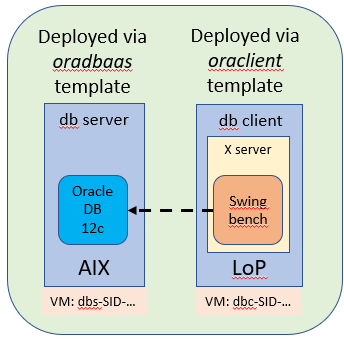 Deployed via
oradbaas
template
db server
Oracle
DB
12c
AIX
VM: dbs-SID-...
Deployed via
oraclient
template
db client
X server
Swing
bench
LoP
VM: dbc-SID-...